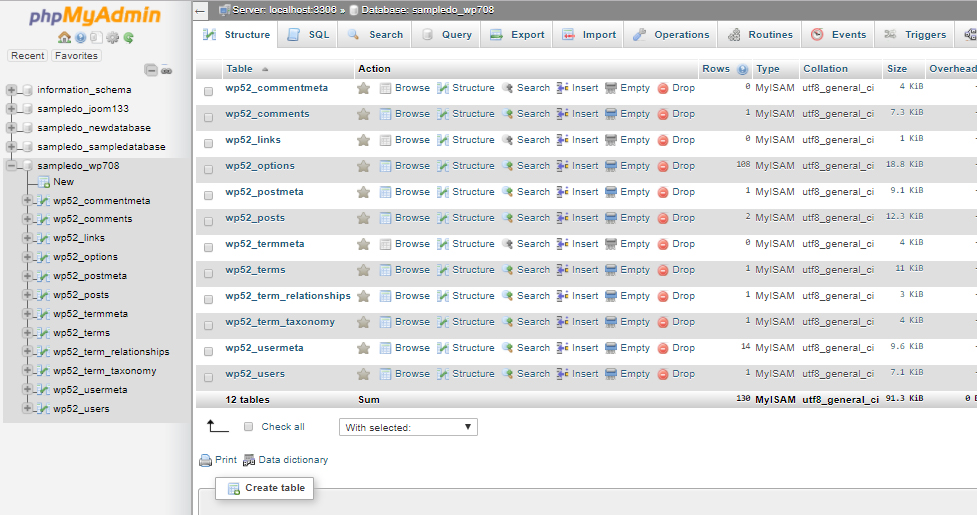 phpMyAdmin
Recent Favorites
information_schema
sampledo_joom133
sampledo_newdatabase
sampledo_sampledatabase
sampledo_wp708
New
wp52_commentmeta
wp52_comments
wp52_links
wp52_options
wp52_postmeta
wp52_posts
wp52_termmeta
wp52_terms
wp52_term_relationships
wp52_term_taxonomy
wp52_usermeta
wp52_users
Server: localhost:3306 » Database: sampledo_wp708
Structure SQL Search Query Export Import Operations Routines Events Triggers
Table Action Rows Type Collation Size Overhead
wp52_commentmeta Browse Structure Search Insert Empty Drop 0 MyISAM utf8_general_ci 4 KiB -
wp52_comments Browse Structure Search Insert Empty Drop 1 MyISAM utf8_general_ci 7.3 KiB -
wp52_links Browse Structure Search Insert Empty Drop 0 MyISAM utf8_general_ci 1 KiB -
wp52_options Browse Structure Search Insert Empty Drop 108 MyISAM utf8_general_ci 18.8 KiB -
wp52_postmeta Browse Structure Search Insert Empty Drop 1 MyISAM utf8_general_ci 9.1 KiB -
wp52_posts Browse Structure Search Insert Empty Drop 2 MyISAM utf8_general_ci 12.3 KiB -
wp52_termmeta Browse Structure Search Insert Empty Drop 0 MyISAM utf8_general_ci 4 KiB -
wp52_terms Browse Structure Search Insert Empty Drop 1 MyISAM utf8_general_ci 11 KiB -
wp52_term_relationships Browse Structure Search Insert Empty Drop 1 MyISAM utf8_general_ci 3 KiB -
wp52_term_taxonomy Browse Structure Search Insert Empty Drop 1 MyISAM utf8_general_ci 4 KiB -
wp52_usermeta Browse Structure Search Insert Empty Drop 14 MyISAM utf8_general_ci 9.6 KiB -
wp52_users Browse Structure Search Insert Empty Drop 1 MyISAM utf8_general_ci 7.1 KiB -
12 tables Sum 130 MyISAM utf8_general_ci 91.3 KiB 0 B
Check all With selected:
Print Data dictionary
Create table